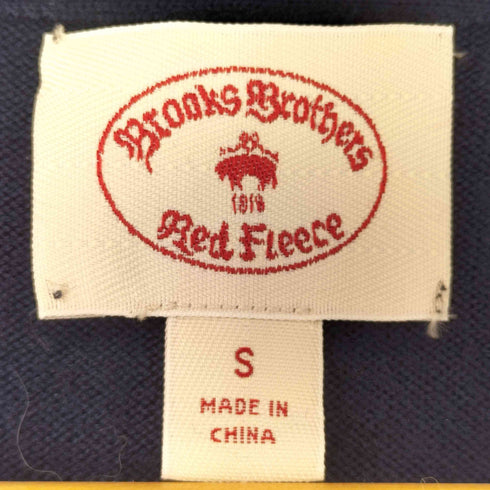 Brooks Brothers
1818
Red Fleece
S
MADE IN
CHINA